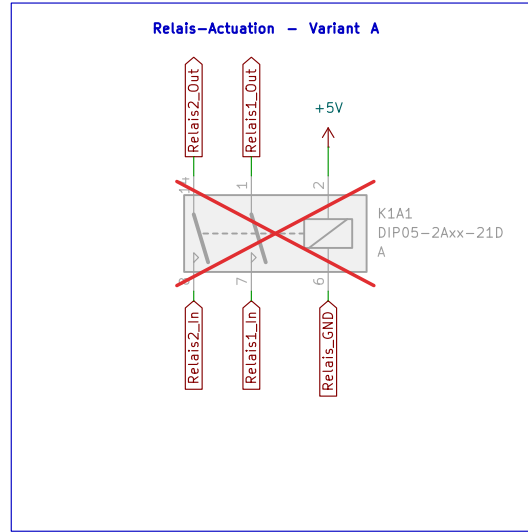 Relais-Actuation - Variant A
Relais2_Out
Relais1_Out
+5V
14
1
2
K1A1
DIP05-2Axx-21D
A
8
7
6
Relais2_In
Relais1_In
Relais_GND